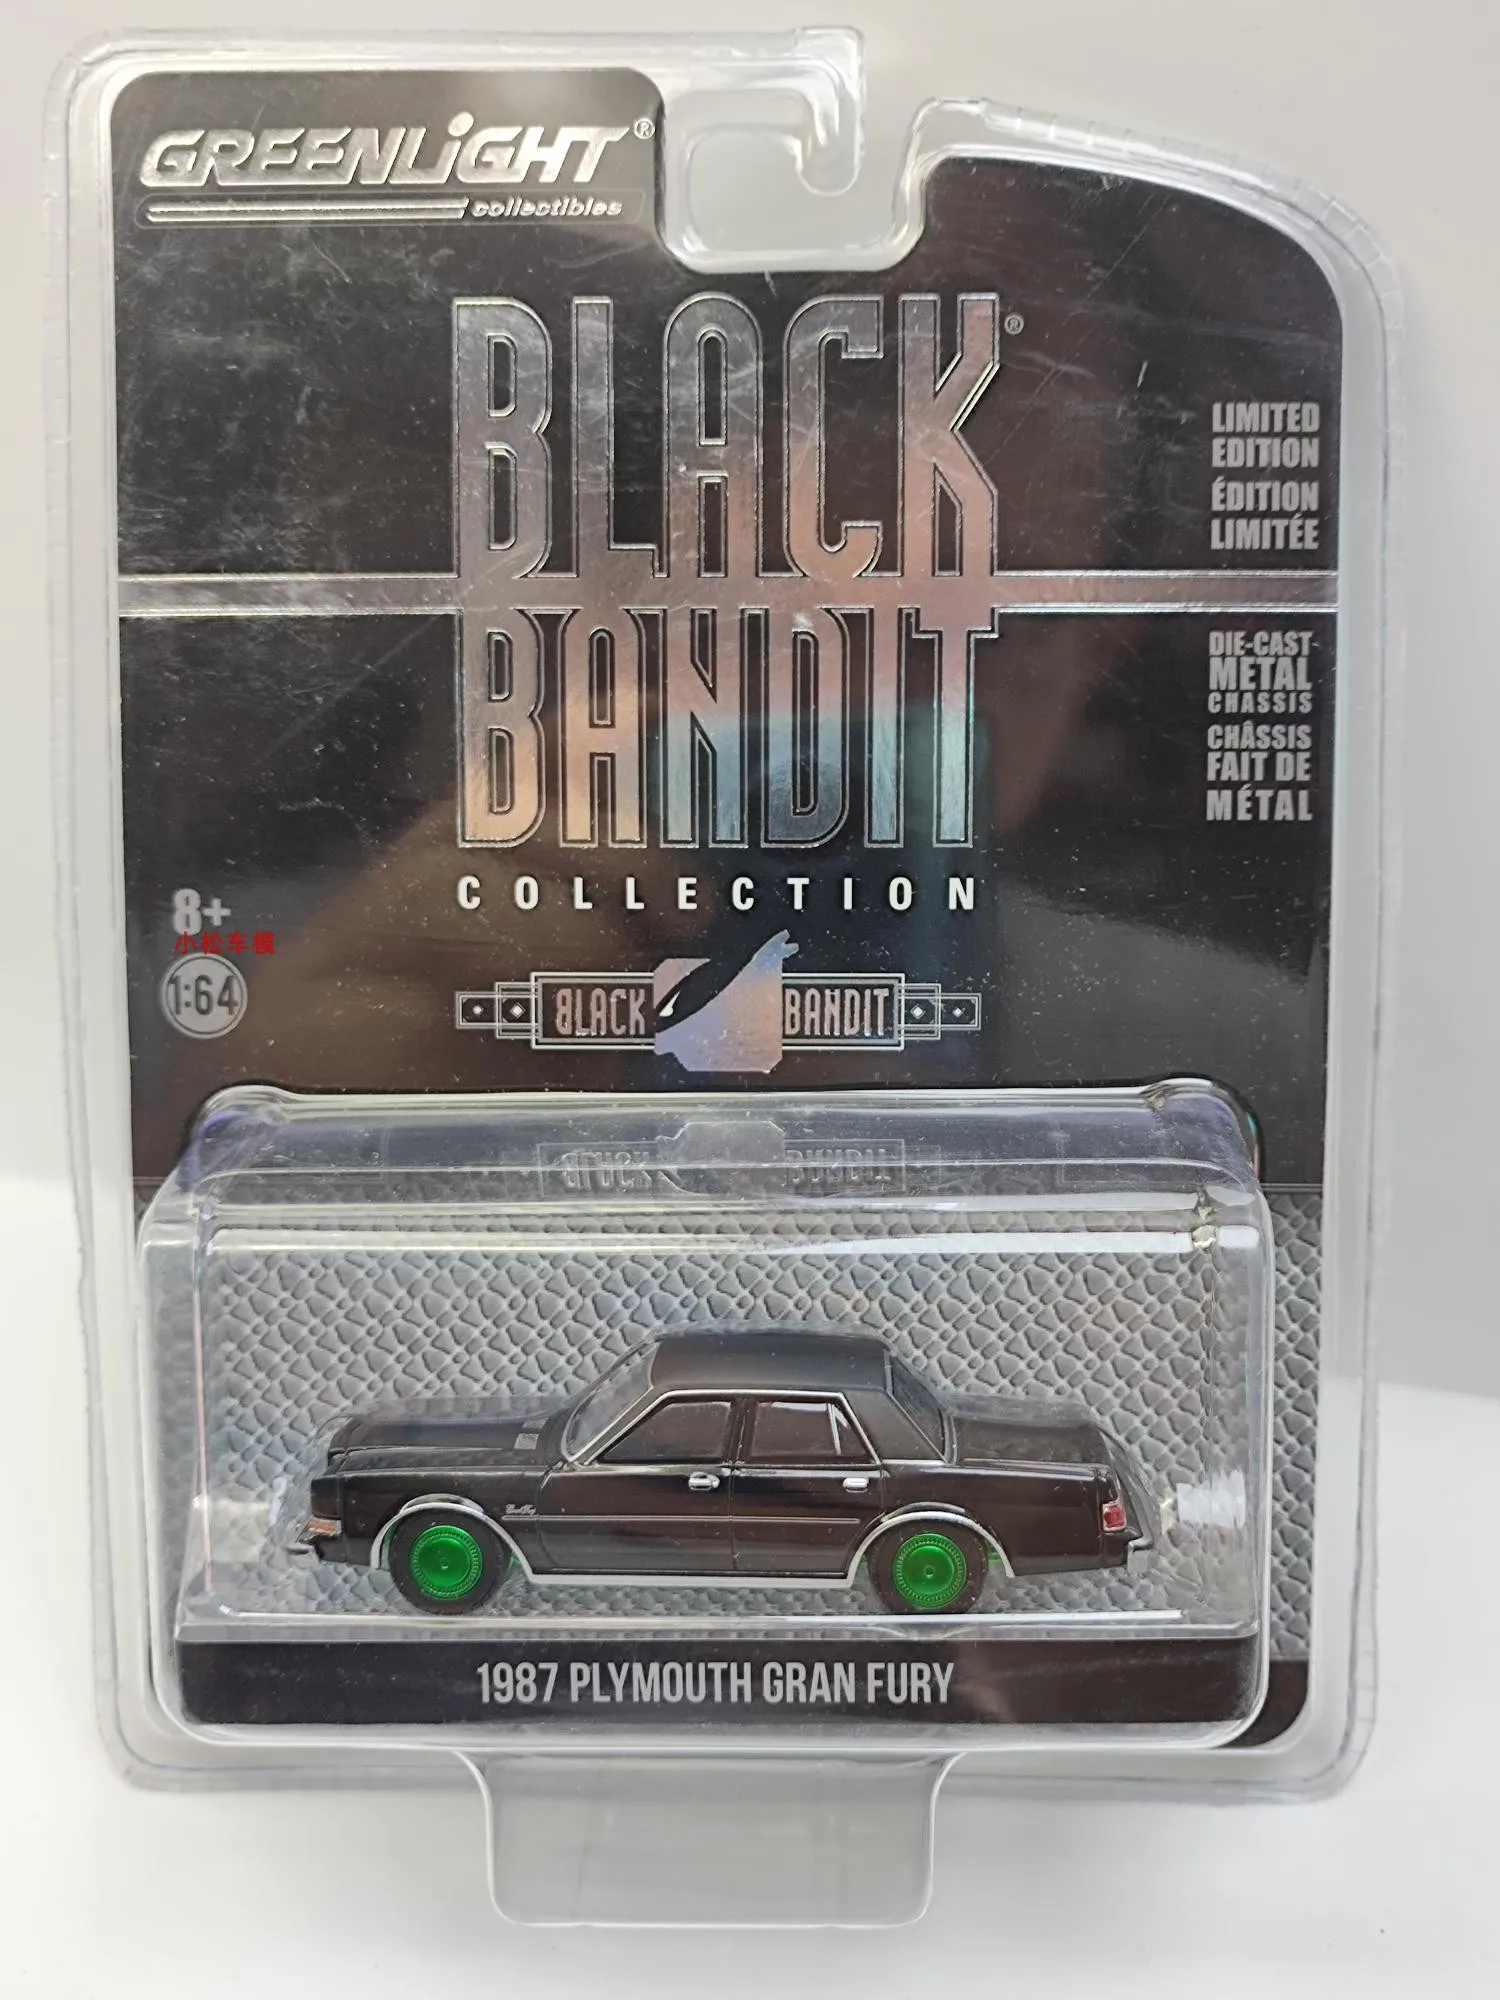 GREENLiGHT®
collectibles
BLACK®
BANDIT
COLLECTION
LIMITED
EDITION
ÉDITION
LIMITÉE
DIE-CAST
METAL
CHASSIS
CHÂSSIS
FAIT DE
MÉTAL
8+
小松车模
1:64
BLACK BANDIT
1987 PLYMOUTH GRAN FURY